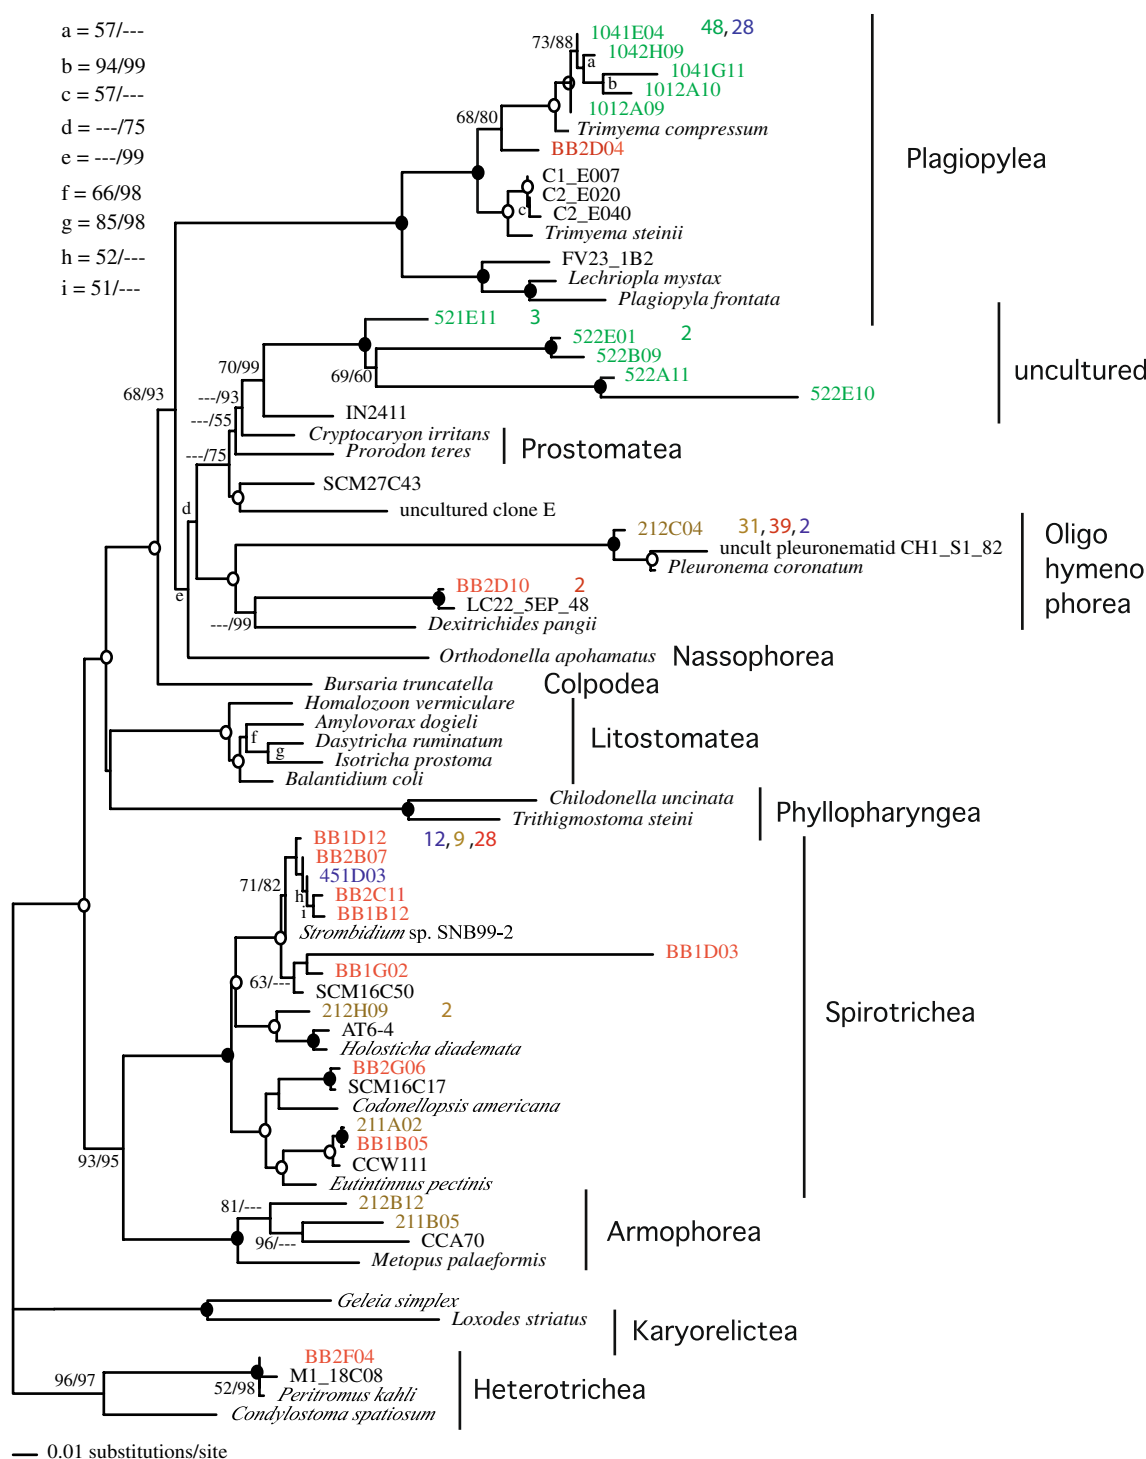 a = 57/---
b = 94/99
c = 57/---
d = ---/75
e = ---/99
f = 66/98
g = 85/98
h = 52/---
i = 51/---
1041E04 48,28
73/88
1042H09
a
1041G11
b
1012A10
1012A09
68/80
Trimyema compressum
BB2D04
Plagiopylea
C1_E007
C2_E020
c
C2_E040
Trimyema steinii
FV23_1B2
Lechriopla mystax
Plagiopyla frontata
521E11 3
522E01 2
522B09
70/99
69/60
522A11
uncultured
522E10
68/93
---/93
IN2411
---/55
Cryptocaryon irritans
Prorodon teres
Prostomatea
---/75
SCM27C43
uncultured clone E
d
212C04 31,39,2
uncult pleuronematid CH1_S1_82
Pleuronema coronatum
Oligo
hymeno
phorea
BB2D10 2
e
LC22_5EP_48
---/99
Dexitrichides pangii
Orthodonella apohamatus Nassophorea
Bursaria truncatella Colpodea
Homalozoon vermiculare
Amylovorax dogieli
f
Dasytricha ruminatum
g
Isotricha prostoma
Balantidium coli
Litostomatea
Chilodonella uncinata
Trithigmostoma steini
Phyllopharyngea
BB1D12 12,9,28
BB2B07
451D03
71/82
h
BB2C11
i
BB1B12
Strombidium sp. SNB99-2
BB1D03
BB1G02
63/---
SCM16C50
212H09 2
Spirotrichea
AT6-4
Holosticha diademata
BB2G06
SCM16C17
Codonellopsis americana
211A02
BB1B05
93/95
CCW111
Eutintinnus pectinis
81/---
212B12
211B05
96/---
CCA70
Armophorea
Metopus palaeformis
Geleia simplex
Loxodes striatus
Karyorelictea
BB2F04
96/97
M1_18C08
52/98
Peritromus kahli
Heterotrichea
Condylostoma spatiosum
0.01 substitutions/site